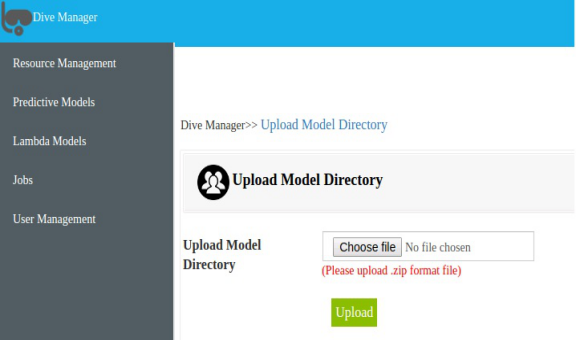 Dive Manager
Resource Management
Predictive Models
Lambda Models
Jobs
User Management
Dive Manager>> Upload Model Directory
Upload Model Directory
Upload Model
Directory
Choose file No file chosen
(Please upload .zip format file)
Upload